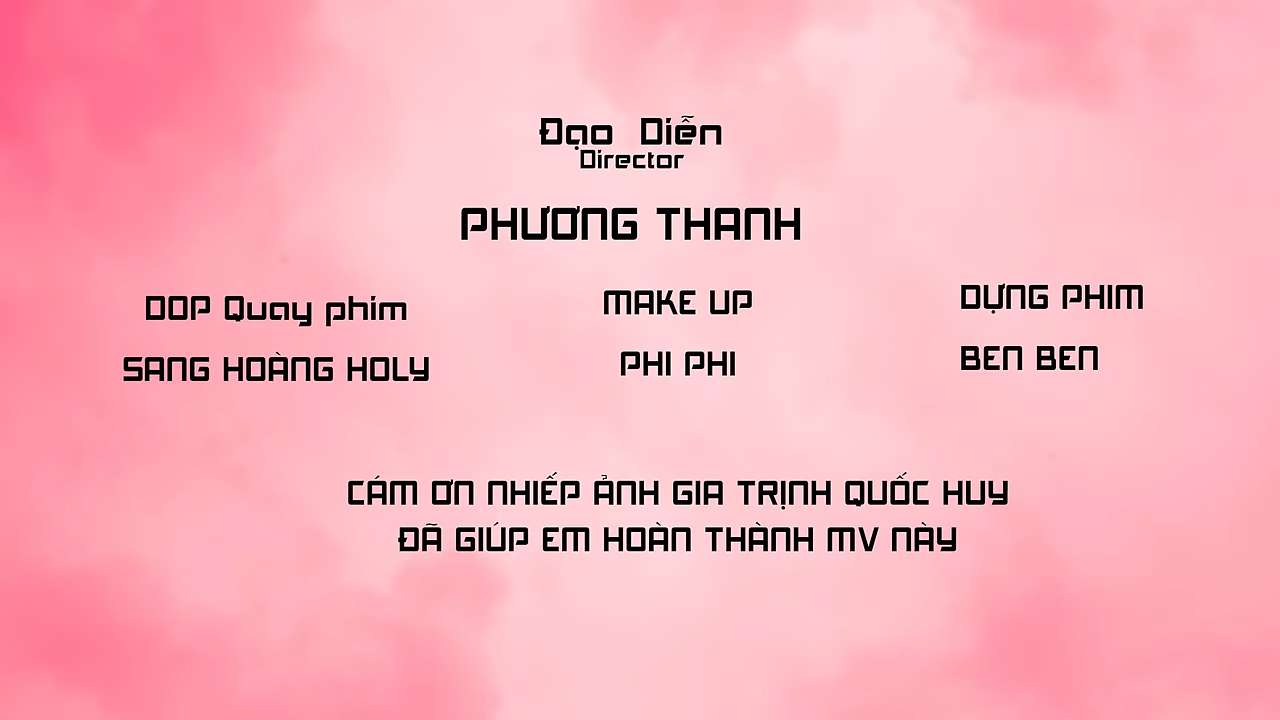 Đạo Diễn
Director
PHƯƠNG THANH
DOP Quay phim
SANG HOÀNG HOLY
MAKE UP
PHI PHI
DỰNG PHIM
BEN BEN
CÁM ƠN NHIẾP ẢNH GIA TRỊNH QUỐC HUY
ĐÃ GIÚP EM HOÀN THÀNH MV NÀY